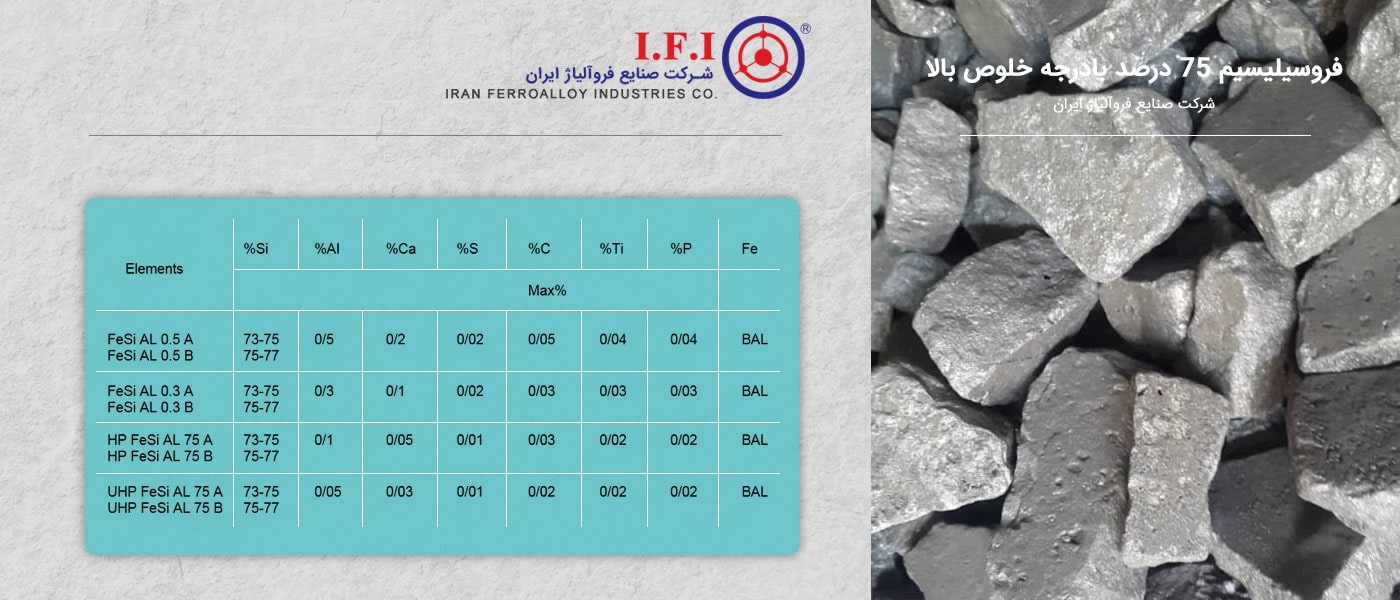 I.F.I ®
شرکت صنایع فروآلیاژ ایران
IRAN FERROALLOY INDUSTRIES CO.
فروسیلیسیم 75 درصد بادرجه خلوص بالا
شرکت صنایع فروآلیاژ ایران
Elements %Si %Al %Ca %S %C %Ti %P Fe
Max%
FeSi AL 0.5 A 73-75 0/5 0/2 0/02 0/05 0/04 0/04 BAL
FeSi AL 0.5 B 75-77
FeSi AL 0.3 A 73-75 0/3 0/1 0/02 0/03 0/03 0/03 BAL
FeSi AL 0.3 B 75-77
HP FeSi AL 75 A 73-75 0/1 0/05 0/01 0/03 0/02 0/02 BAL
HP FeSi AL 75 B 75-77
UHP FeSi AL 75 A 73-75 0/05 0/03 0/01 0/02 0/02 0/02 BAL
UHP FeSi AL 75 B 75-77